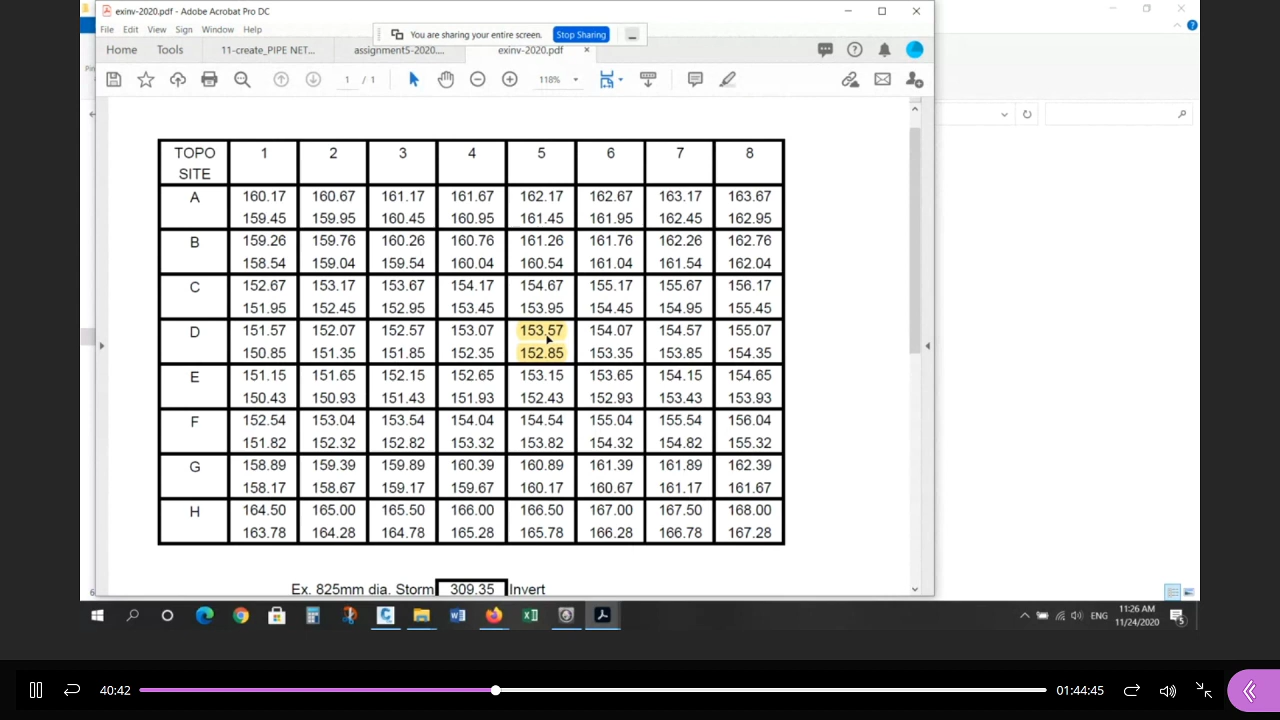 exinv-2020.pdf - Adobe Acrobat Pro DC
File Edit View Sign Window Help
You are sharing your entire screen. Stop Sharing
Home Tools 11-create_PIPE NET... assignment5-2020.... exinv-2020.pdf ×
1 / 1 118%
TOPO SITE 1 2 3 4 5 6 7 8
A 160.17 160.67 161.17 161.67 162.17 162.67 163.17 163.67
159.45 159.95 160.45 160.95 161.45 161.95 162.45 162.95
B 159.26 159.76 160.26 160.76 161.26 161.76 162.26 162.76
158.54 159.04 159.54 160.04 160.54 161.04 161.54 162.04
C 152.67 153.17 153.67 154.17 154.67 155.17 155.67 156.17
151.95 152.45 152.95 153.45 153.95 154.45 154.95 155.45
D 151.57 152.07 152.57 153.07 153.57 154.07 154.57 155.07
150.85 151.35 151.85 152.35 152.85 153.35 153.85 154.35
E 151.15 151.65 152.15 152.65 153.15 153.65 154.15 154.65
150.43 150.93 151.43 151.93 152.43 152.93 153.43 153.93
F 152.54 153.04 153.54 154.04 154.54 155.04 155.54 156.04
151.82 152.32 152.82 153.32 153.82 154.32 154.82 155.32
G 158.89 159.39 159.89 160.39 160.89 161.39 161.89 162.39
158.17 158.67 159.17 159.67 160.17 160.67 161.17 161.67
H 164.50 165.00 165.50 166.00 166.50 167.00 167.50 168.00
163.78 164.28 164.78 165.28 165.78 166.28 166.78 167.28
Ex. 825mm dia. Storm 309.35 Invert
ENG 11:26 AM
11/24/2020 5
40:42 01:44:45